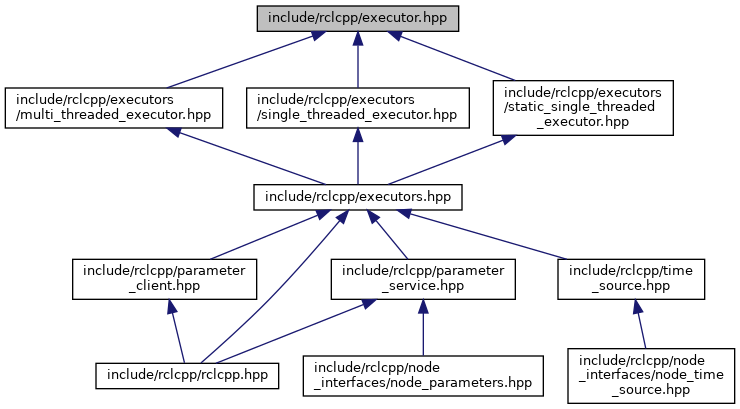 include/rclcpp/executor.hpp
include/rclcpp/executors
/multi_threaded_executor.hpp
include/rclcpp/executors
/single_threaded_executor.hpp
include/rclcpp/executors
/static_single_threaded
_executor.hpp
include/rclcpp/executors.hpp
include/rclcpp/parameter
_client.hpp
include/rclcpp/parameter
_service.hpp
include/rclcpp/time
_source.hpp
include/rclcpp/rclcpp.hpp
include/rclcpp/node
_interfaces/node_parameters.hpp
include/rclcpp/node
_interfaces/node_time
_source.hpp